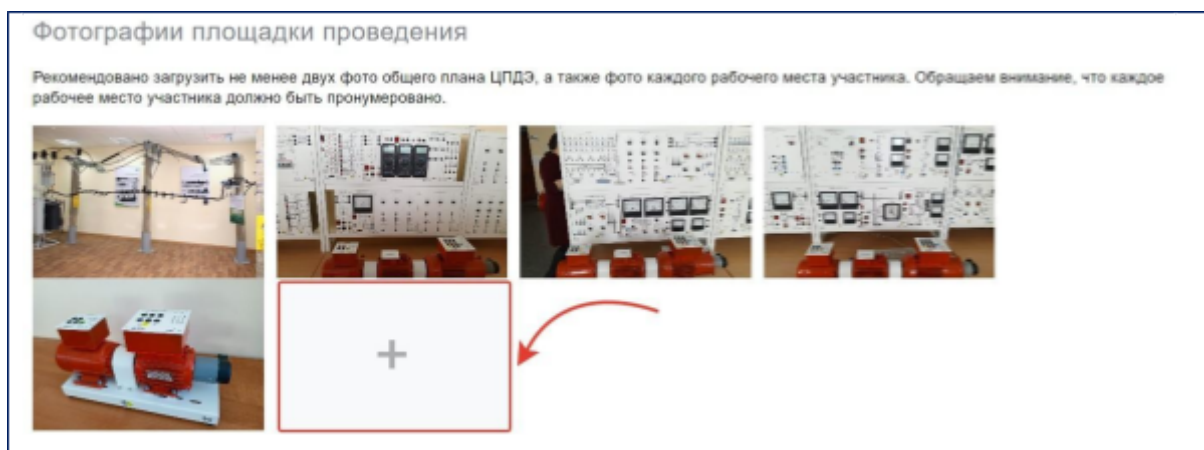 Фотографии площадки проведения
Рекомендовано загрузить не менее двух фото общего плана ЦПДЭ, а также фото каждого рабочего места участника. Обращаем внимание, что каждое
рабочее место участника должно быть пронумеровано.